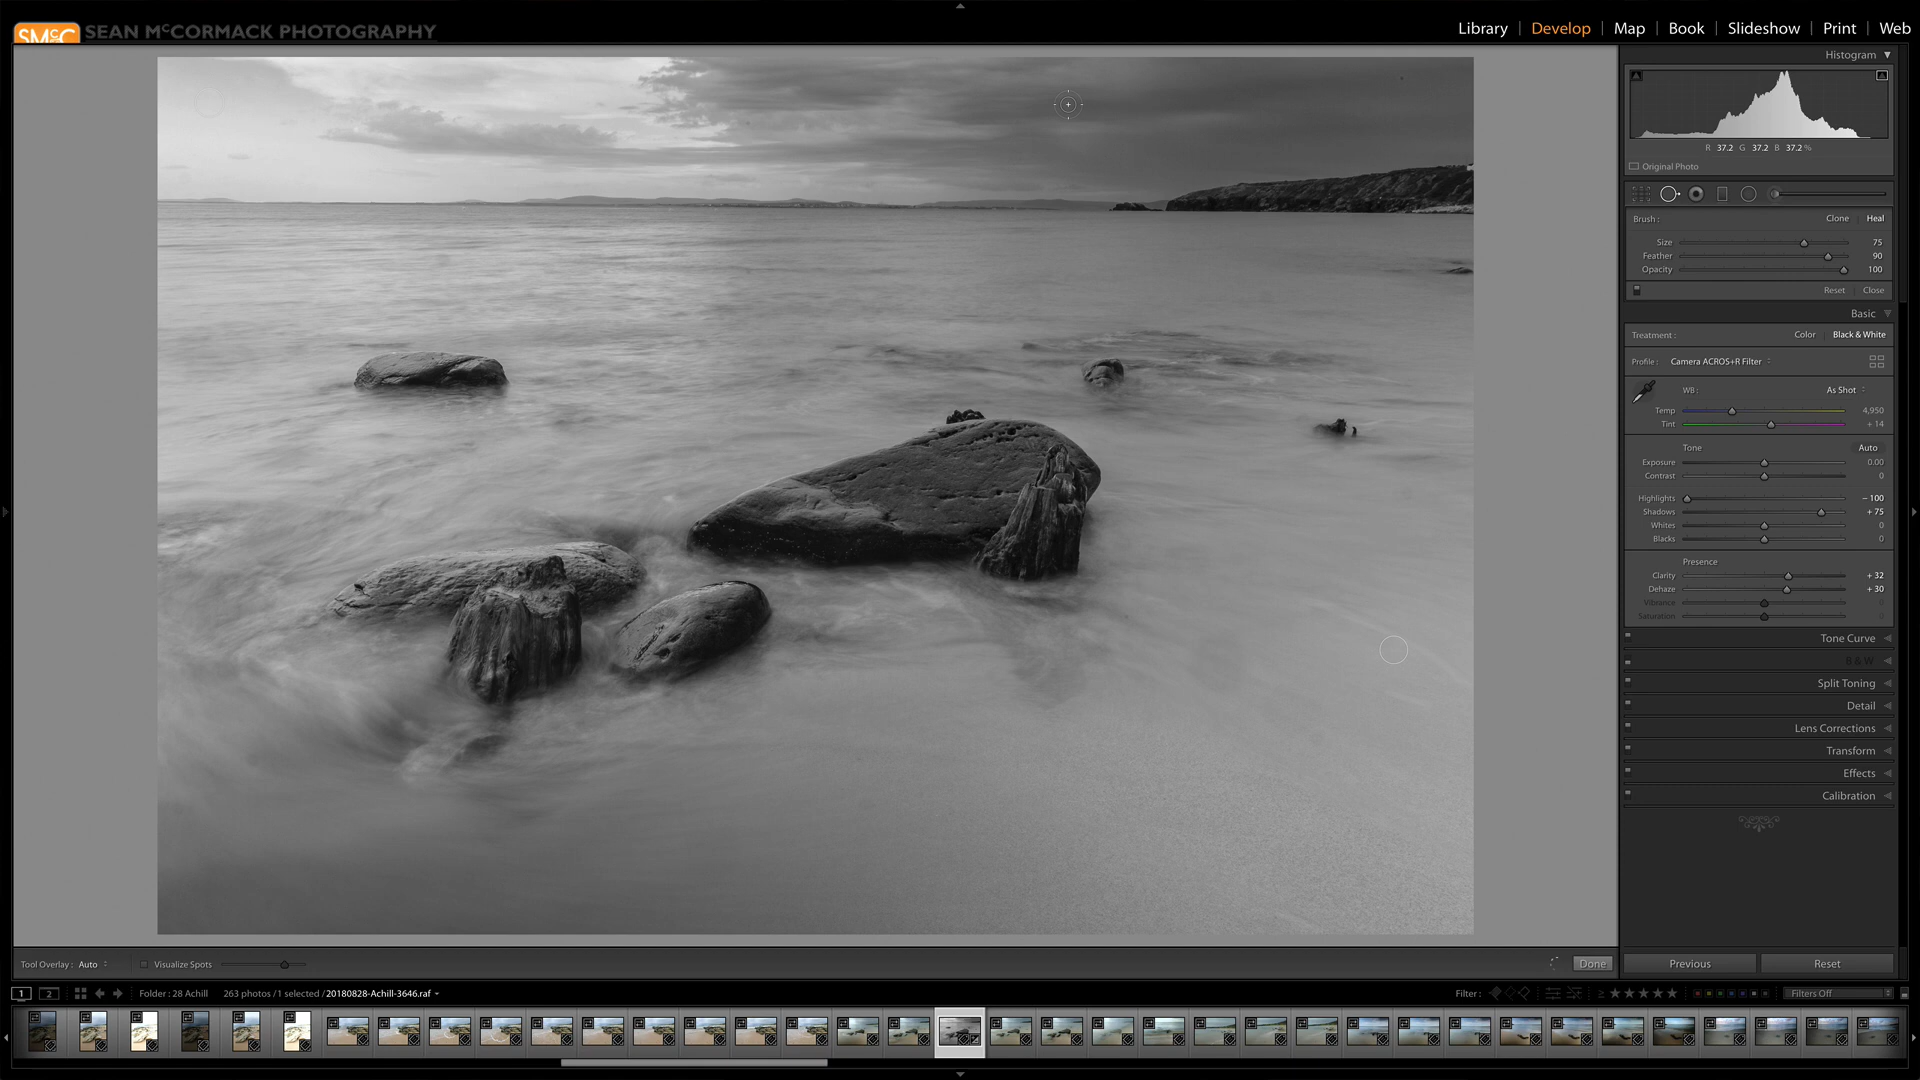 SMcC SEAN McCORMACK PHOTOGRAPHY
Library | Develop | Map | Book | Slideshow | Print | Web
Histogram
R 37.2 G 37.2 B 37.2 %
Original Photo
Brush : Clone Heal
Size 75
Feather 90
Opacity 100
Reset Close
Basic
Treatment : Color Black & White
Profile : Camera ACROS+R Filter
WB : As Shot
Temp 4,950
Tint + 14
Tone Auto
Exposure 0.00
Contrast 0
Highlights – 100
Shadows + 75
Whites 0
Blacks 0
Presence
Clarity + 32
Dehaze + 30
Vibrance 0
Saturation 0
Tone Curve
B & W
Split Toning
Detail
Lens Corrections
Transform
Effects
Calibration
Tool Overlay : Auto Visualize Spots Done Previous Reset
1 2 Folder : 28 Achill 263 photos / 1 selected / 20180828-Achill-3646.raf Filter : ≥ Filters Off